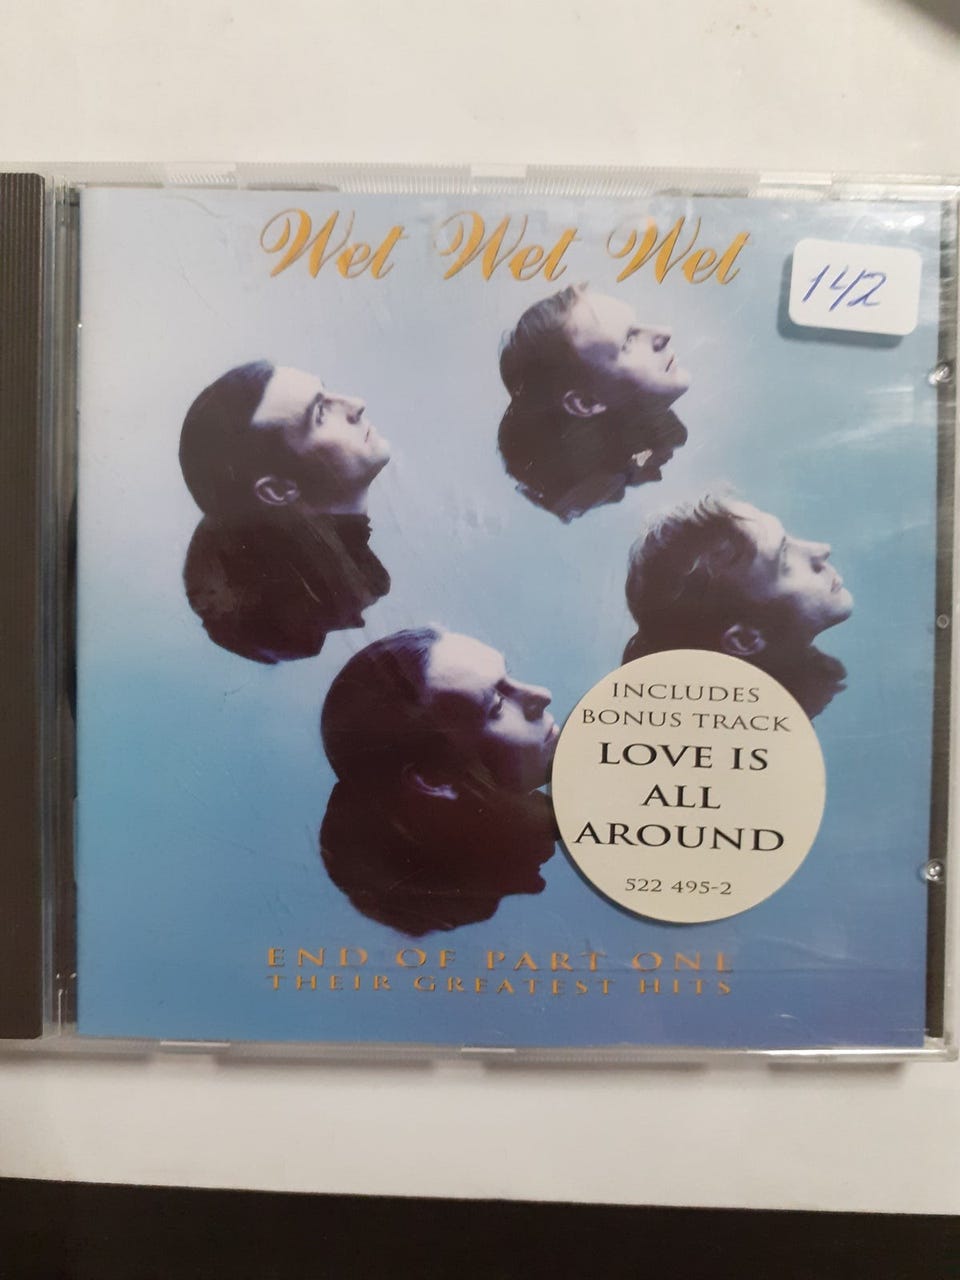 Wet Wet Wet
142
INCLUDES
BONUS TRACK
LOVE IS
ALL
AROUND
522 495-2
END OF PART ONE
THEIR GREATEST HITS